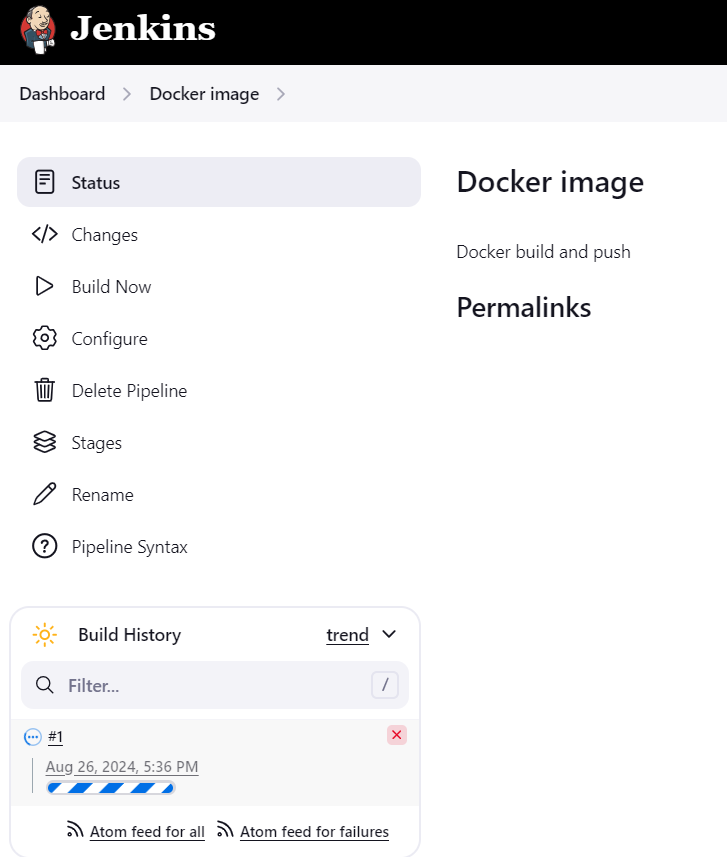 Jenkins
Dashboard > Docker image >
Status
Changes
Build Now
Configure
Delete Pipeline
Stages
Rename
Pipeline Syntax
Docker image
Docker build and push
Permalinks
Build History trend
Filter... /
#1
Aug 26, 2024, 5:36 PM
Atom feed for all Atom feed for failures